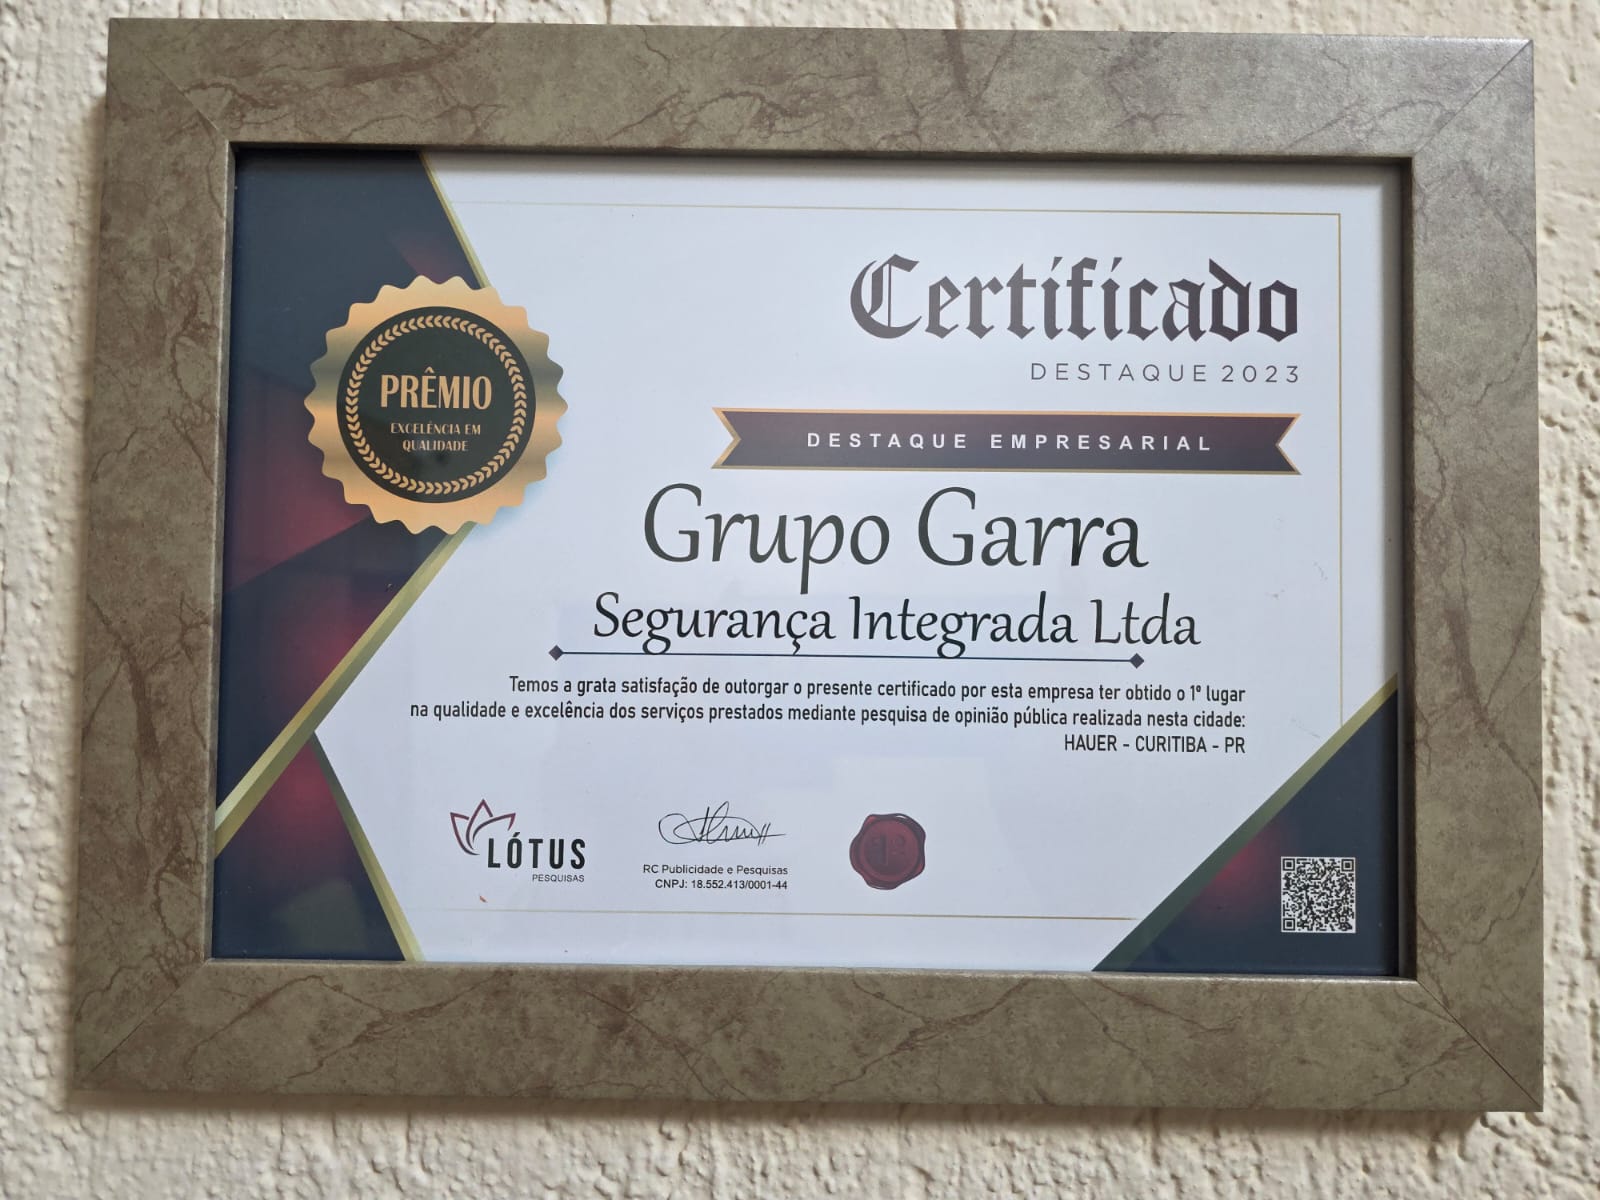 Certificado
DESTAQUE 2023
PRÊMIO
EXCELÊNCIA EM
QUALIDADE
DESTAQUE EMPRESARIAL
Grupo Garra
Segurança Integrada Ltda
Temos a grata satisfação de outorgar o presente certificado por esta empresa ter obtido o 1º lugar
na qualidade e excelência dos serviços prestados mediante pesquisa de opinião pública realizada nesta cidade:
HAUER - CURITIBA - PR
LÓTUS
PESQUISAS
RC Publicidade e Pesquisas
CNPJ: 18.552.413/0001-44
1º